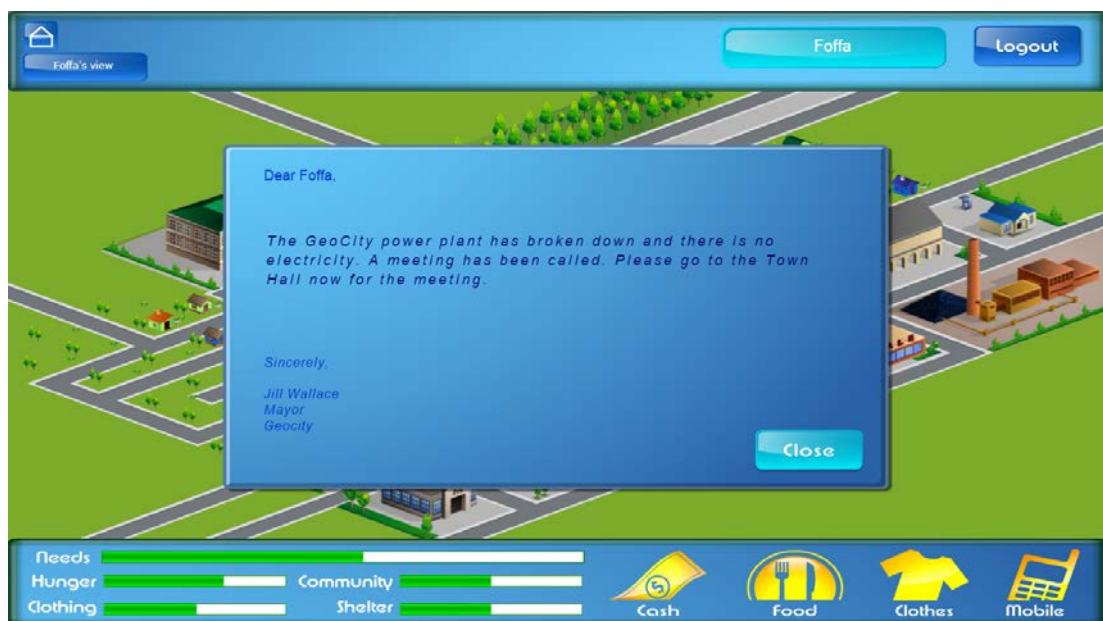 Foffa's view
Foffa
Logout
Dear Foffa,
The GeoCity power plant has broken down and there is no
electricity. A meeting has been called. Please go to the Town
Hall now for the meeting.
Sincerely,
Jill Wallace
Mayor
Geocity
Close
Needs
Hunger
Community
Clothing
Shelter
Cash
Food
Clothes
Mobile